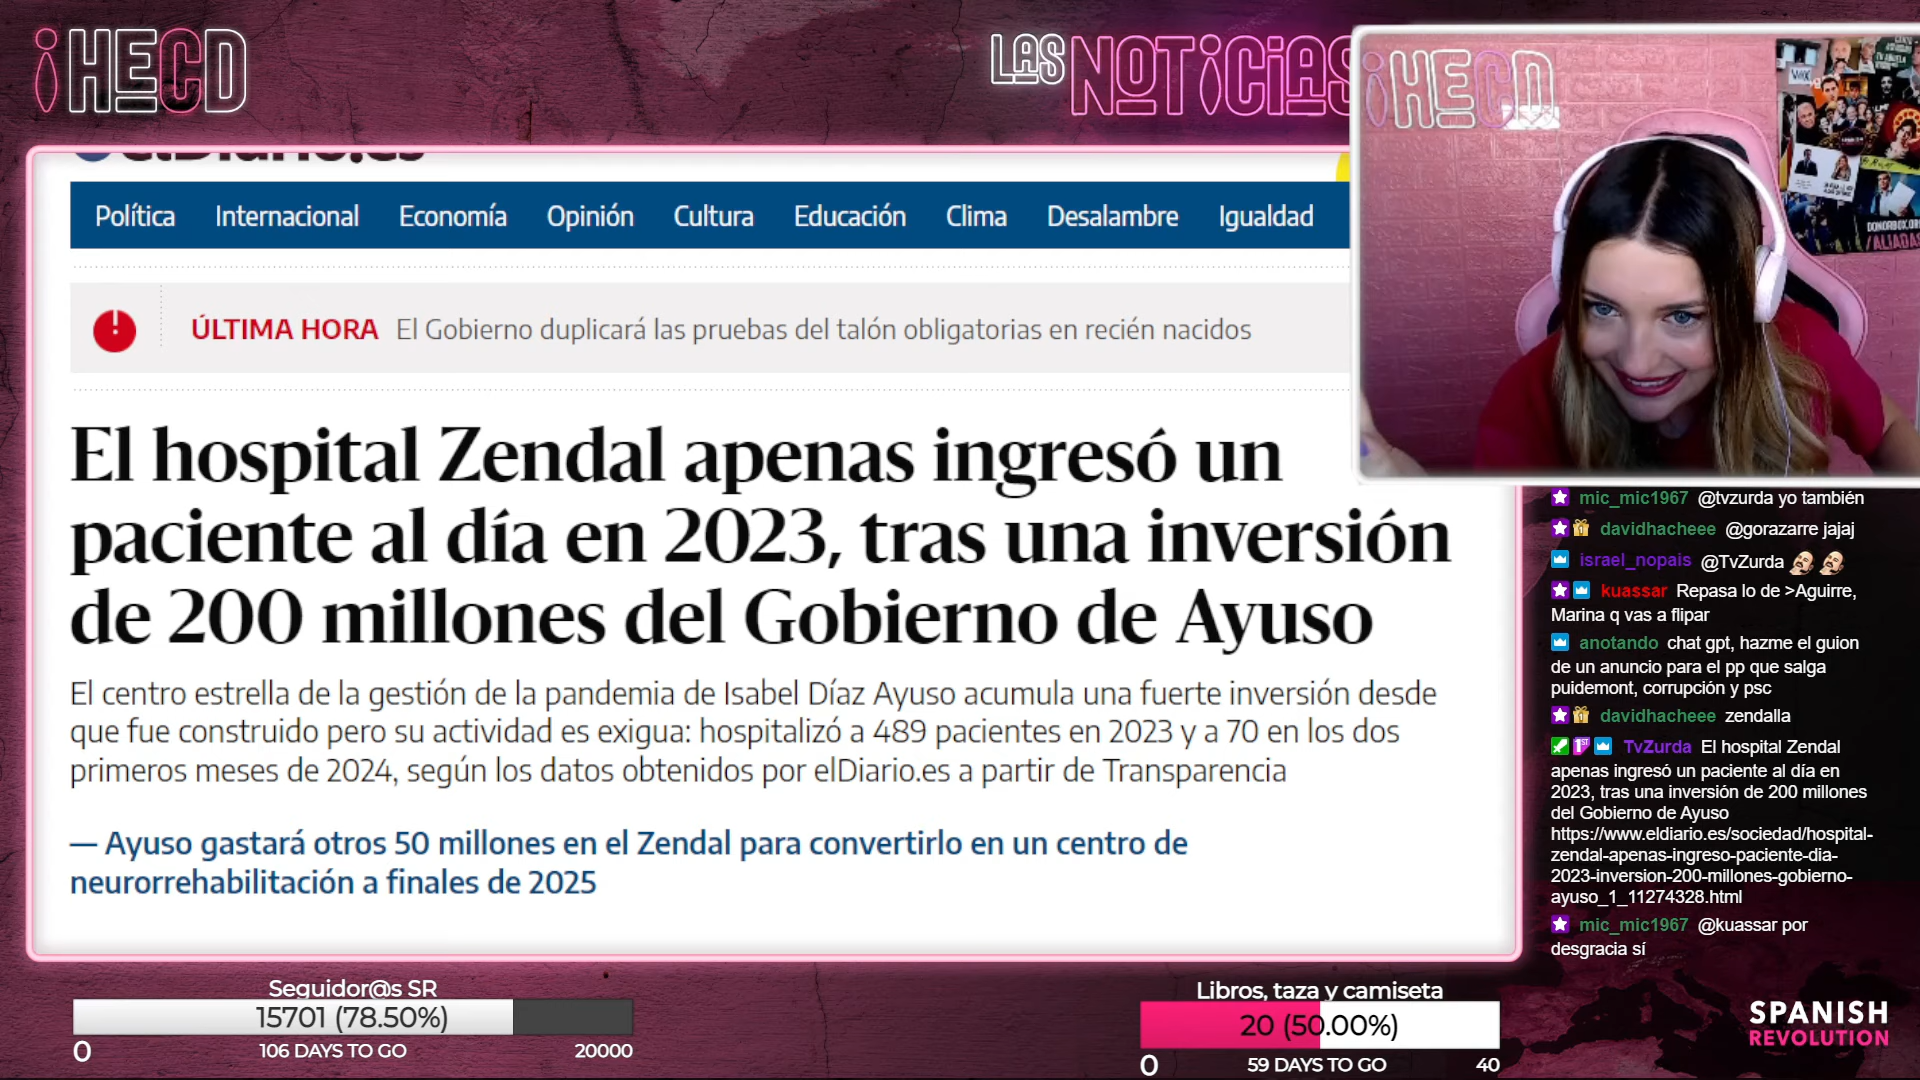 ¡HECD
LAS NOTICIAS
¡HECD
elDiario.es
Política Internacional Economía Opinión Cultura Educación Clima Desalambre Igualdad
ÚLTIMA HORA El Gobierno duplicará las pruebas del talón obligatorias en recién nacidos
El hospital Zendal apenas ingresó un
paciente al día en 2023, tras una inversión
de 200 millones del Gobierno de Ayuso
El centro estrella de la gestión de la pandemia de Isabel Díaz Ayuso acumula una fuerte inversión desde
que fue construido pero su actividad es exigua: hospitalizó a 489 pacientes en 2023 y a 70 en los dos
primeros meses de 2024, según los datos obtenidos por elDiario.es a partir de Transparencia
— Ayuso gastará otros 50 millones en el Zendal para convertirlo en un centro de
neurorrehabilitación a finales de 2025
DONORBOX.OR
/ALIADAS
mic_mic1967 @tvzurda yo también
davidhacheee @gorazarre jajaj
israel_nopais @TvZurda
kuassar Repasa lo de >Aguirre,
Marina q vas a flipar
anotando chat gpt, hazme el guion
de un anuncio para el pp que salga
puidemont, corrupción y psc
davidhacheee zendalla
1ST TvZurda El hospital Zendal
apenas ingresó un paciente al día en
2023, tras una inversión de 200 millones
del Gobierno de Ayuso
https://www.eldiario.es/sociedad/hospital-
zendal-apenas-ingreso-paciente-dia-
2023-inversion-200-millones-gobierno-
ayuso_1_11274328.html
mic_mic1967 @kuassar por
desgracia sí
Seguidor@s SR
15701 (78.50%)
0 106 DAYS TO GO 20000
Libros, taza y camiseta
20 (50.00%)
0 59 DAYS TO GO 40
SPANISH
REVOLUTION